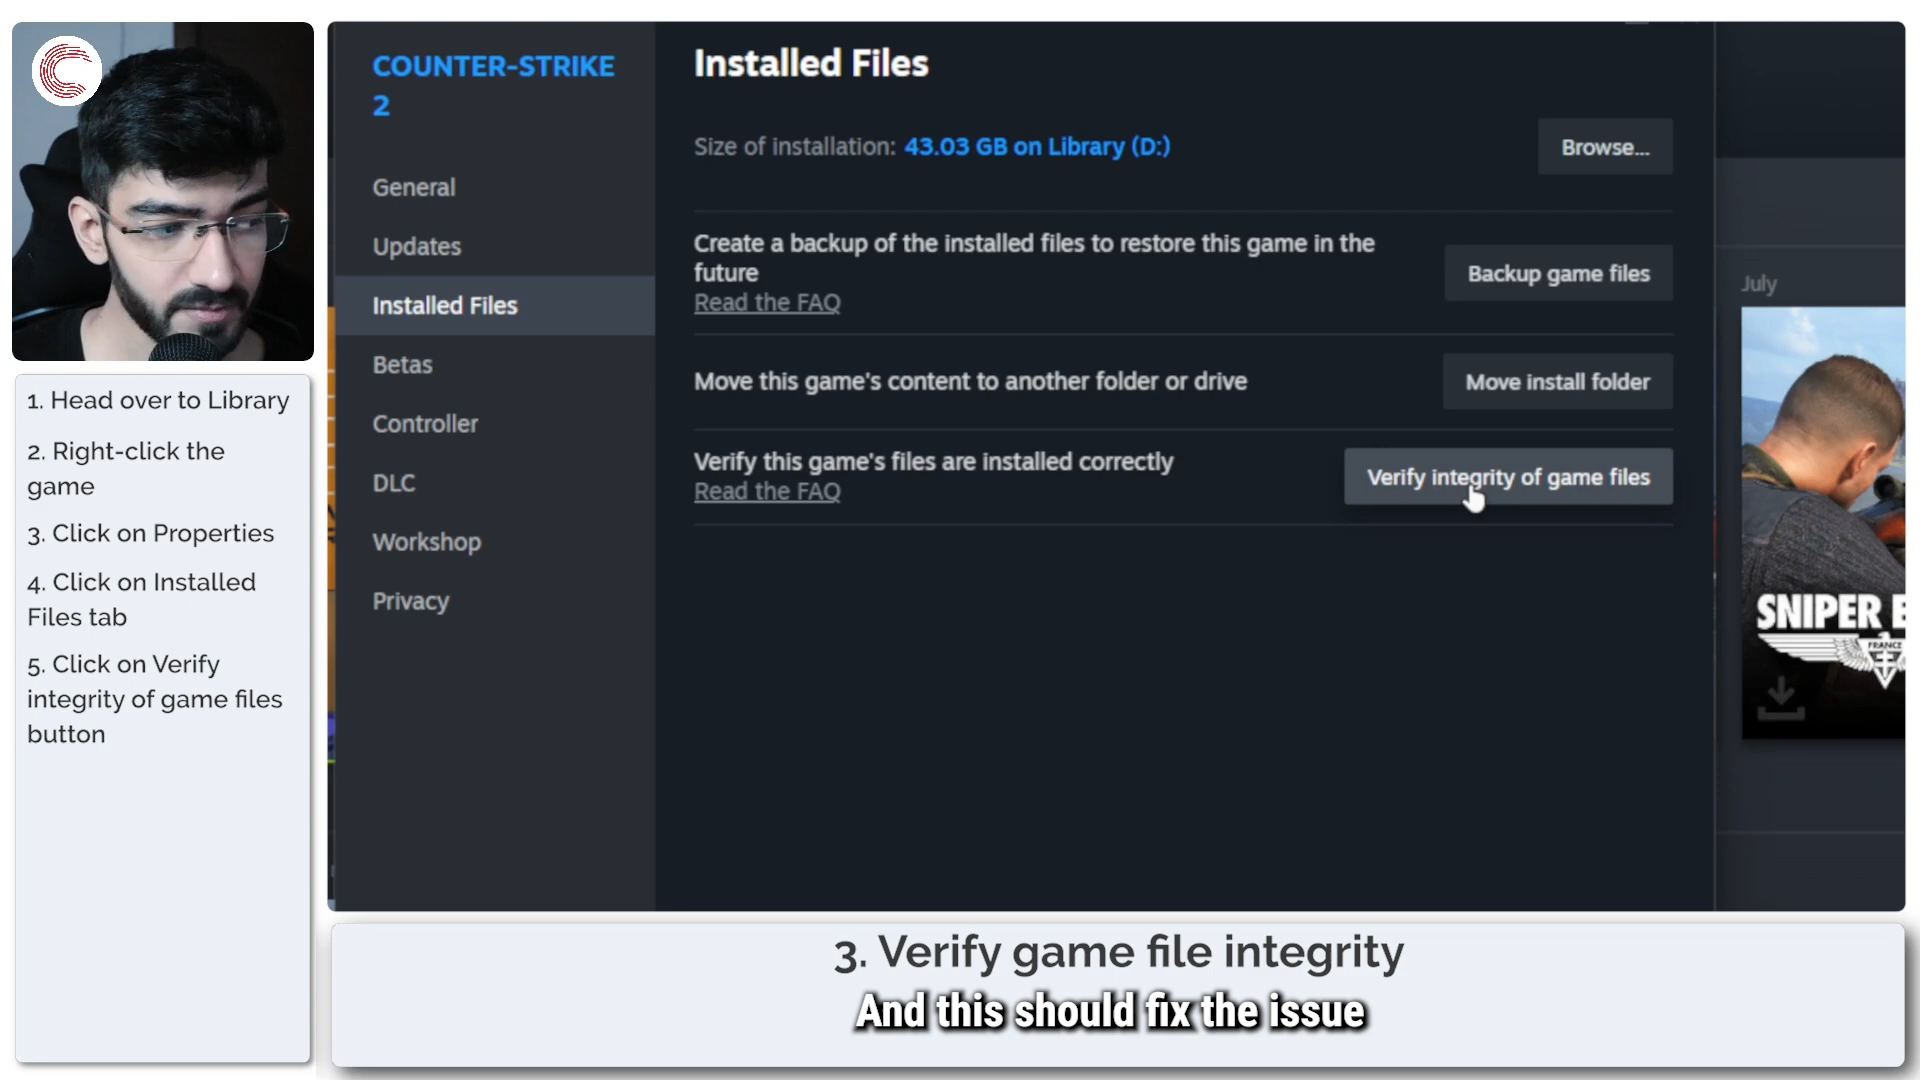 1. Head over to Library
2. Right-click the
game
3. Click on Properties
4. Click on Installed
Files tab
5. Click on Verify
integrity of game files
button
COUNTER-STRIKE
2
General
Updates
Installed Files
Betas
Controller
DLC
Workshop
Privacy
Installed Files
Size of installation: 43.03 GB on Library (D:)
Browse...
Create a backup of the installed files to restore this game in the
future
Read the FAQ
Backup game files
Move this game's content to another folder or drive
Move install folder
Verify this game's files are installed correctly
Read the FAQ
Verify integrity of game files
July
SNIPER E
FRANCE
3. Verify game file integrity
And this should fix the issue